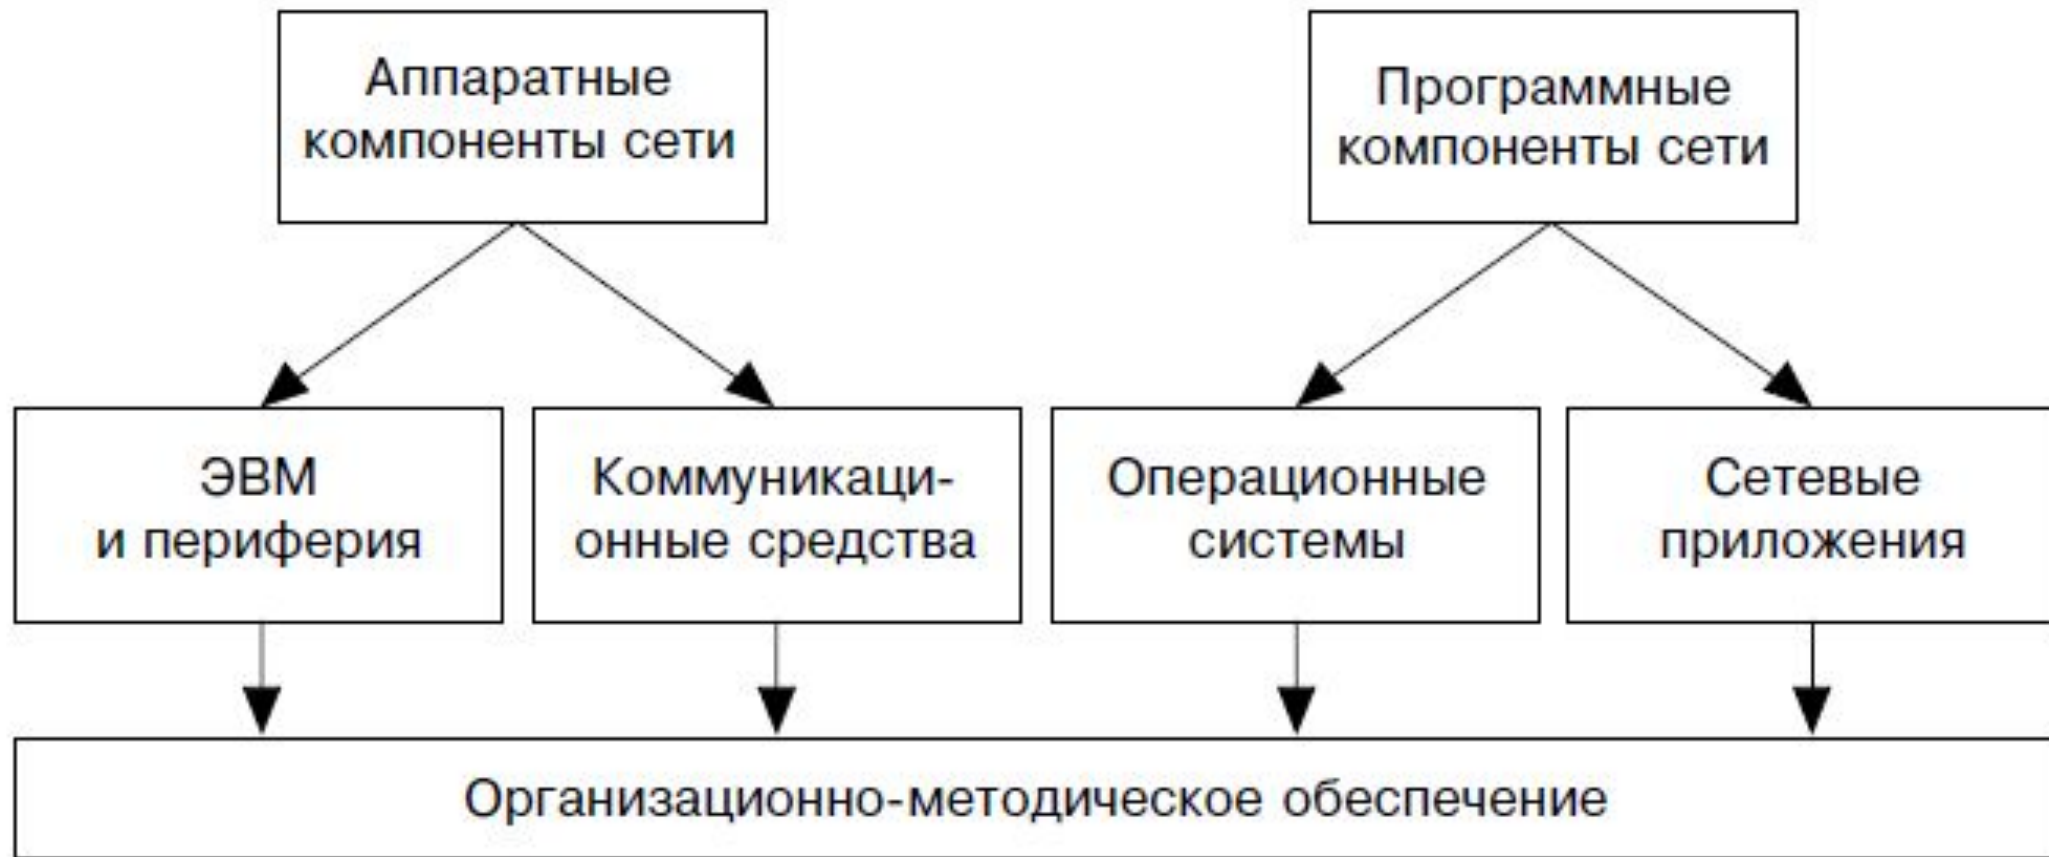 Аппаратные
компоненты сети
Программные
компоненты сети
ЭВМ
и периферия
Коммуникаци-
онные средства
Операционные
системы
Сетевые
приложения
Организационно-методическое обеспечение